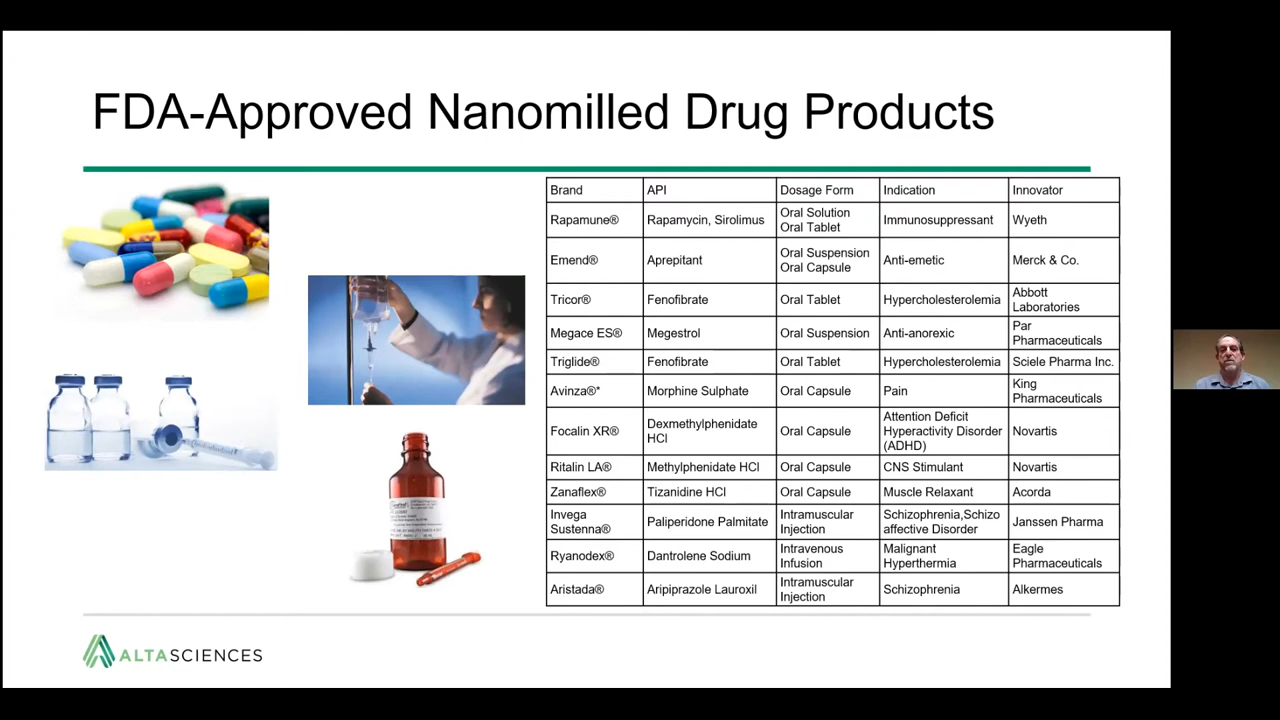 FDA-Approved Nanomilled Drug Products
Brand API Dosage Form Indication Innovator
Rapamune® Rapamycin, Sirolimus Oral Solution Immunosuppressant Wyeth
Oral Tablet
Emend® Aprepitant Oral Suspension Anti-emetic Merck & Co.
Oral Capsule
Tricor® Fenofibrate Oral Tablet Hypercholesterolemia Abbott
Laboratories
Megace ES® Megestrol Oral Suspension Anti-anorexic Par
Pharmaceuticals
Triglide® Fenofibrate Oral Tablet Hypercholesterolemia Sciele Pharma Inc.
Avinza®* Morphine Sulphate Oral Capsule Pain King
Pharmaceuticals
Focalin XR® Dexmethylphenidate Oral Capsule Attention Deficit Novartis
HCl Hyperactivity Disorder
(ADHD)
Ritalin LA® Methylphenidate HCl Oral Capsule CNS Stimulant Novartis
Zanaflex® Tizanidine HCl Oral Capsule Muscle Relaxant Acorda
Invega Paliperidone Palmitate Intramuscular Schizophrenia,Schizo Janssen Pharma
Sustenna® Injection affective Disorder
Ryanodex® Dantrolene Sodium Intravenous Malignant Eagle
Infusion Hyperthermia Pharmaceuticals
Aristada® Aripiprazole Lauroxil Intramuscular Schizophrenia Alkermes
Injection
ALTASCIENCES